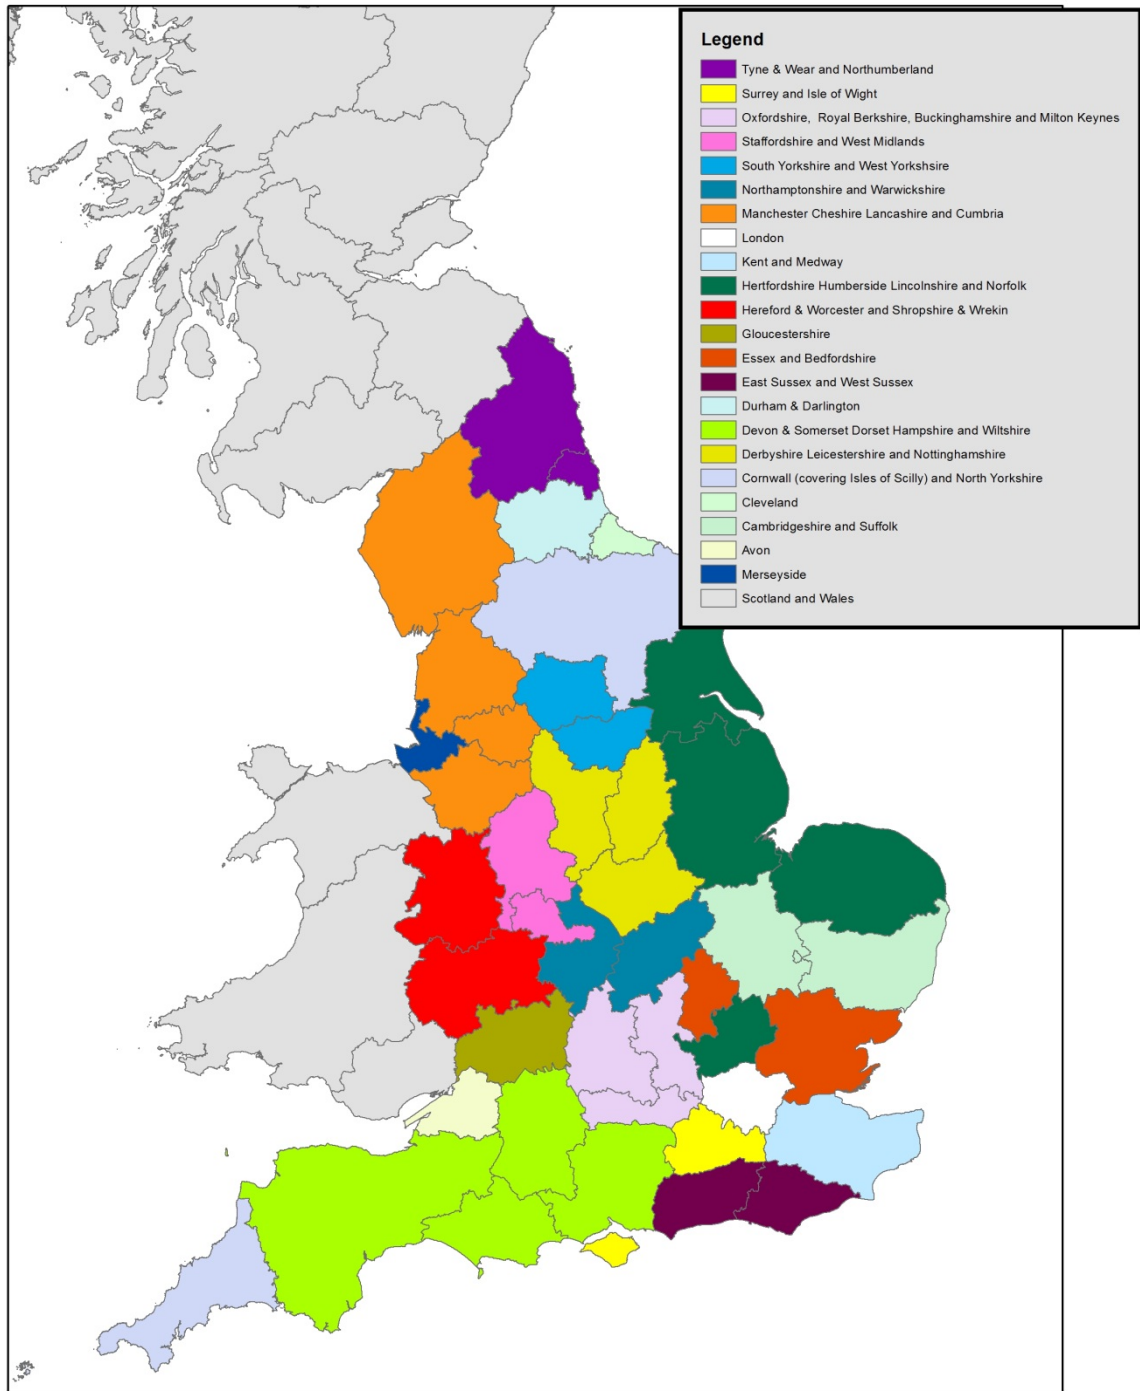 Legend
Tyne & Wear and Northumberland
Surrey and Isle of Wight
Oxfordshire, Royal Berkshire, Buckinghamshire and Milton Keynes
Staffordshire and West Midlands
South Yorkshire and West Yorkshsire
Northamptonshire and Warwickshire
Manchester Cheshire Lancashire and Cumbria
London
Kent and Medway
Hertfordshire Humberside Lincolnshire and Norfolk
Hereford & Worcester and Shropshire & Wrekin
Gloucestershire
Essex and Bedfordshire
East Sussex and West Sussex
Durham & Darlington
Devon & Somerset Dorset Hampshire and Wiltshire
Derbyshire Leicestershire and Nottinghamshire
Cornwall (covering Isles of Scilly) and North Yorkshire
Cleveland
Cambridgeshire and Suffolk
Avon
Merseyside
Scotland and Wales